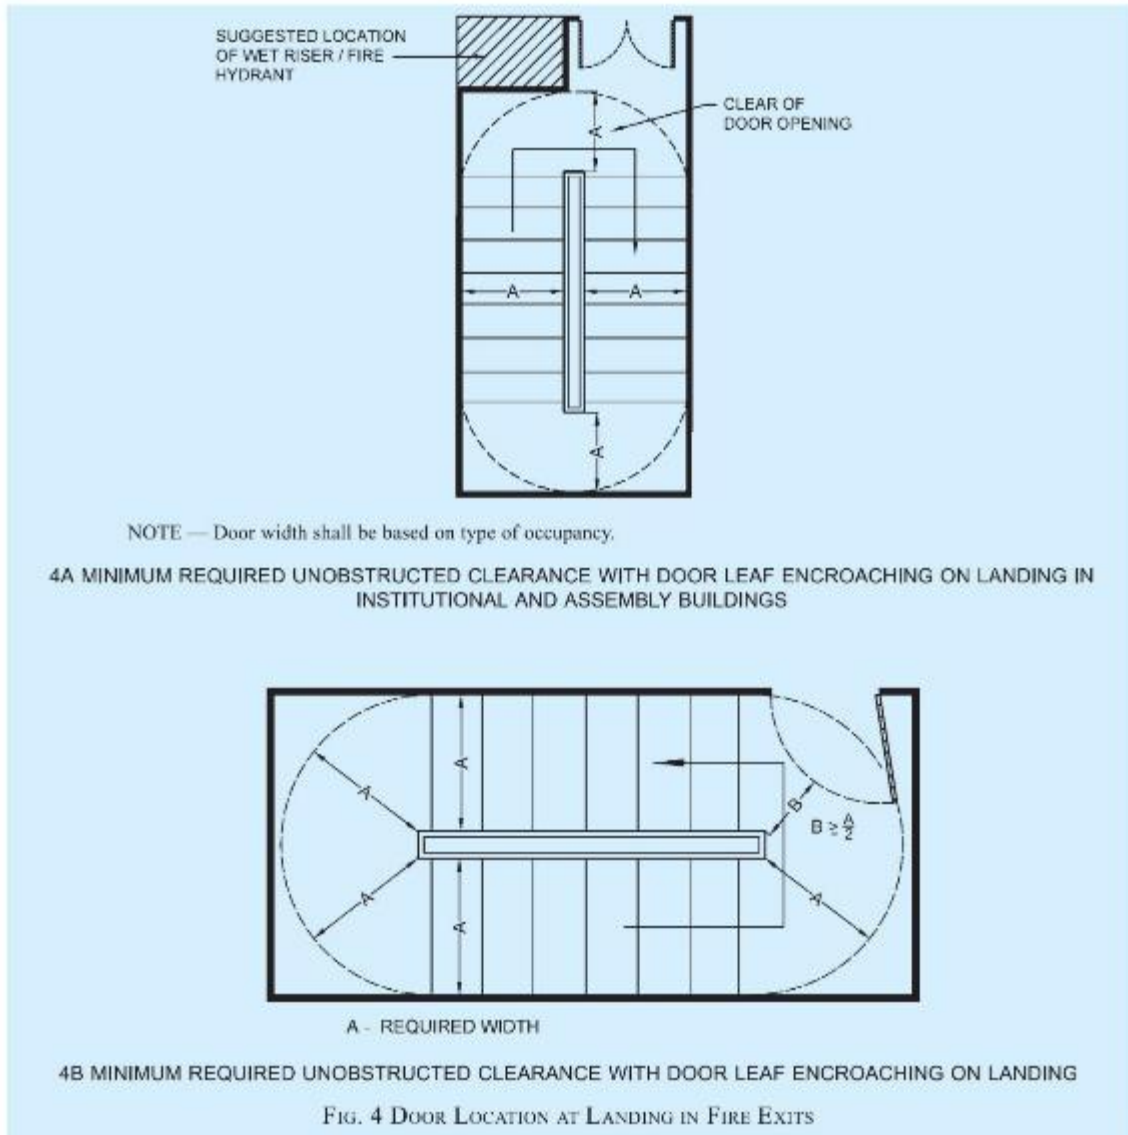 SUGGESTED LOCATION
OF WET RISER / FIRE
HYDRANT
CLEAR OF
DOOR OPENING
A
A
A
A
NOTE — Door width shall be based on type of occupancy.
4A MINIMUM REQUIRED UNOBSTRUCTED CLEARANCE WITH DOOR LEAF ENCROACHING ON LANDING IN
INSTITUTIONAL AND ASSEMBLY BUILDINGS
A
A
B
B ≥ A/2
A
A
A
A - REQUIRED WIDTH
4B MINIMUM REQUIRED UNOBSTRUCTED CLEARANCE WITH DOOR LEAF ENCROACHING ON LANDING
FIG. 4 DOOR LOCATION AT LANDING IN FIRE EXITS